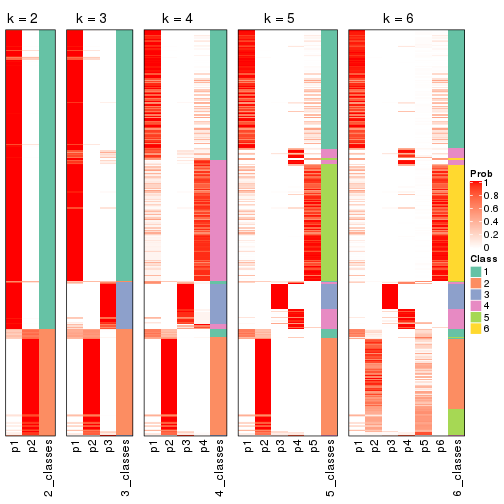 k = 2
k = 3
k = 4
k = 5
k = 6
p1
p2
2_classes
p1
p2
p3
3_classes
p1
p2
p3
p4
4_classes
p1
p2
p3
p4
p5
5_classes
p1
p2
p3
p4
p5
p6
6_classes
Prob
1
0.8
0.6
0.4
0.2
0
Class
1
2
3
4
5
6